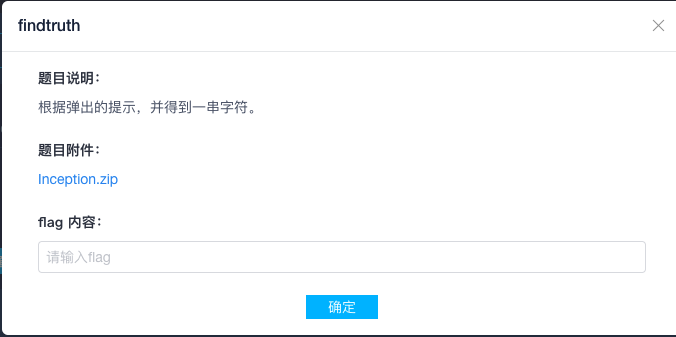 findtruth
题目说明：
根据弹出的提示，并得到一串字符。
题目附件：
Inception.zip
flag 内容：
请输入flag
确定